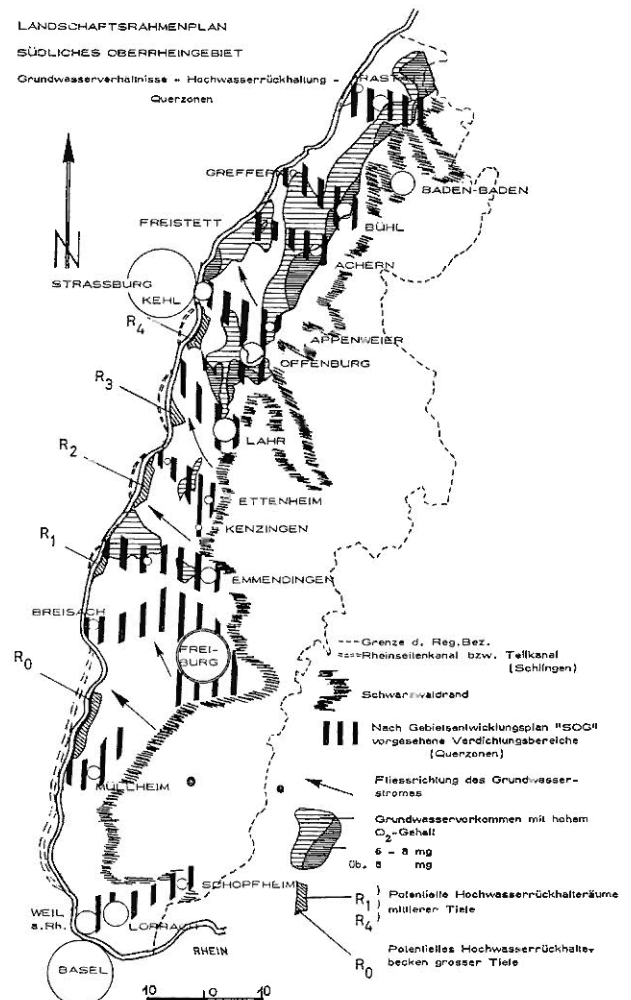 LANDSCHAFTSRAHMENPLAN
SÜDLICHES OBERRHEINGEBIET
Grundwasserverhältnisse - Hochwasserrückhaltung -
Querzonen
N
GREFFERN
BADEN-BADEN
FREISTETT
BÜHL
ACHERN
STRASSBURG
KEHL
R4
APPENWEIER
OFFENBURG
R3
LAHR
R2
ETTENHEIM
KENZINGEN
R1
EMMENDINGEN
BREISACH
FREI-
BURG
R0
MÜLLHEIM
SCHOPFHEIM
WEIL
a.Rh.
LÖRRACH
RHEIN
BASEL
10 0 10
Grenze d. Reg.Bez.
Rheinseitenkanal bzw. Teilkanal
(Schlingen)
Schwarzwaldrand
Nach Gebietsentwicklungsplan "SOG"
vorgesehene Verdichtungsbereiche
(Querzonen)
Fliessrichtung des Grundwasser-
stromes
Grundwasservorkommen mit hohem
O2-Gehalt
6 - 8 mg
Üb. 8 mg
R1
R4
Potentielle Hochwasserrückhalteräume
mittlerer Tiefe
R0
Potentielles Hochwasserrückhalte-
becken grosser Tiefe